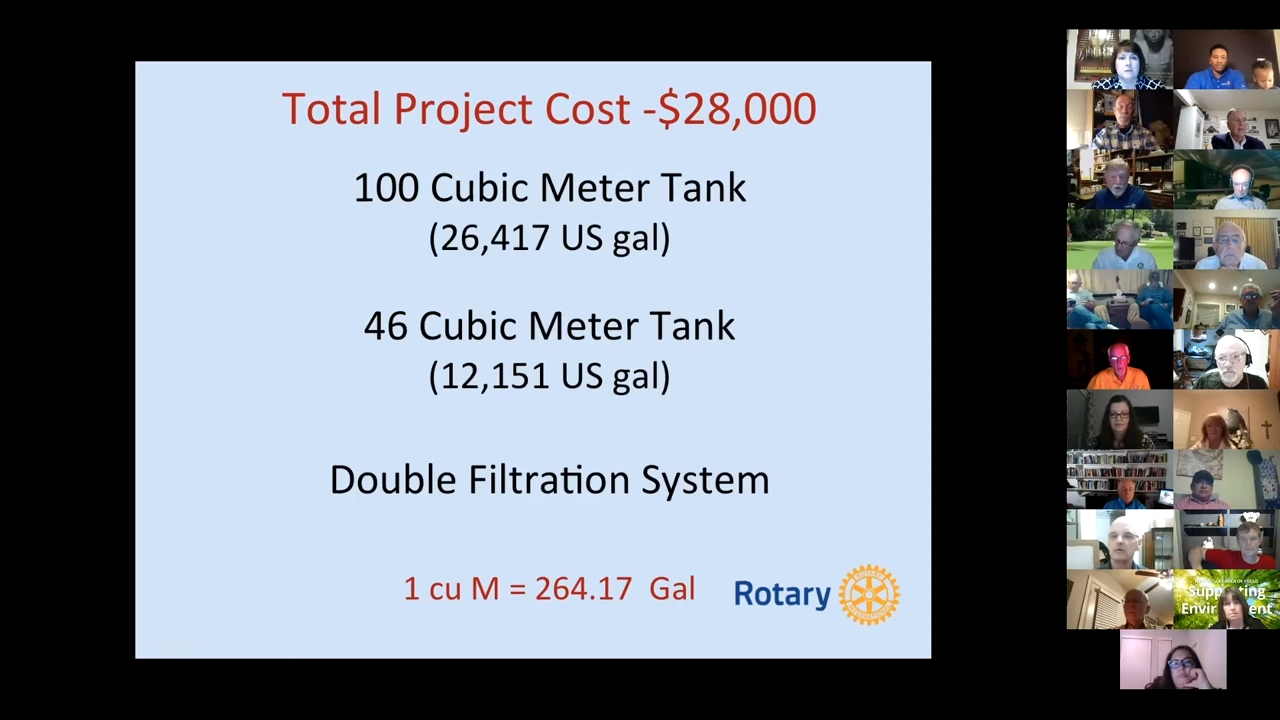 Total Project Cost -$28,000
100 Cubic Meter Tank
(26,417 US gal)
46 Cubic Meter Tank
(12,151 US gal)
Double Filtration System
1 cu M = 264.17 Gal
Rotary